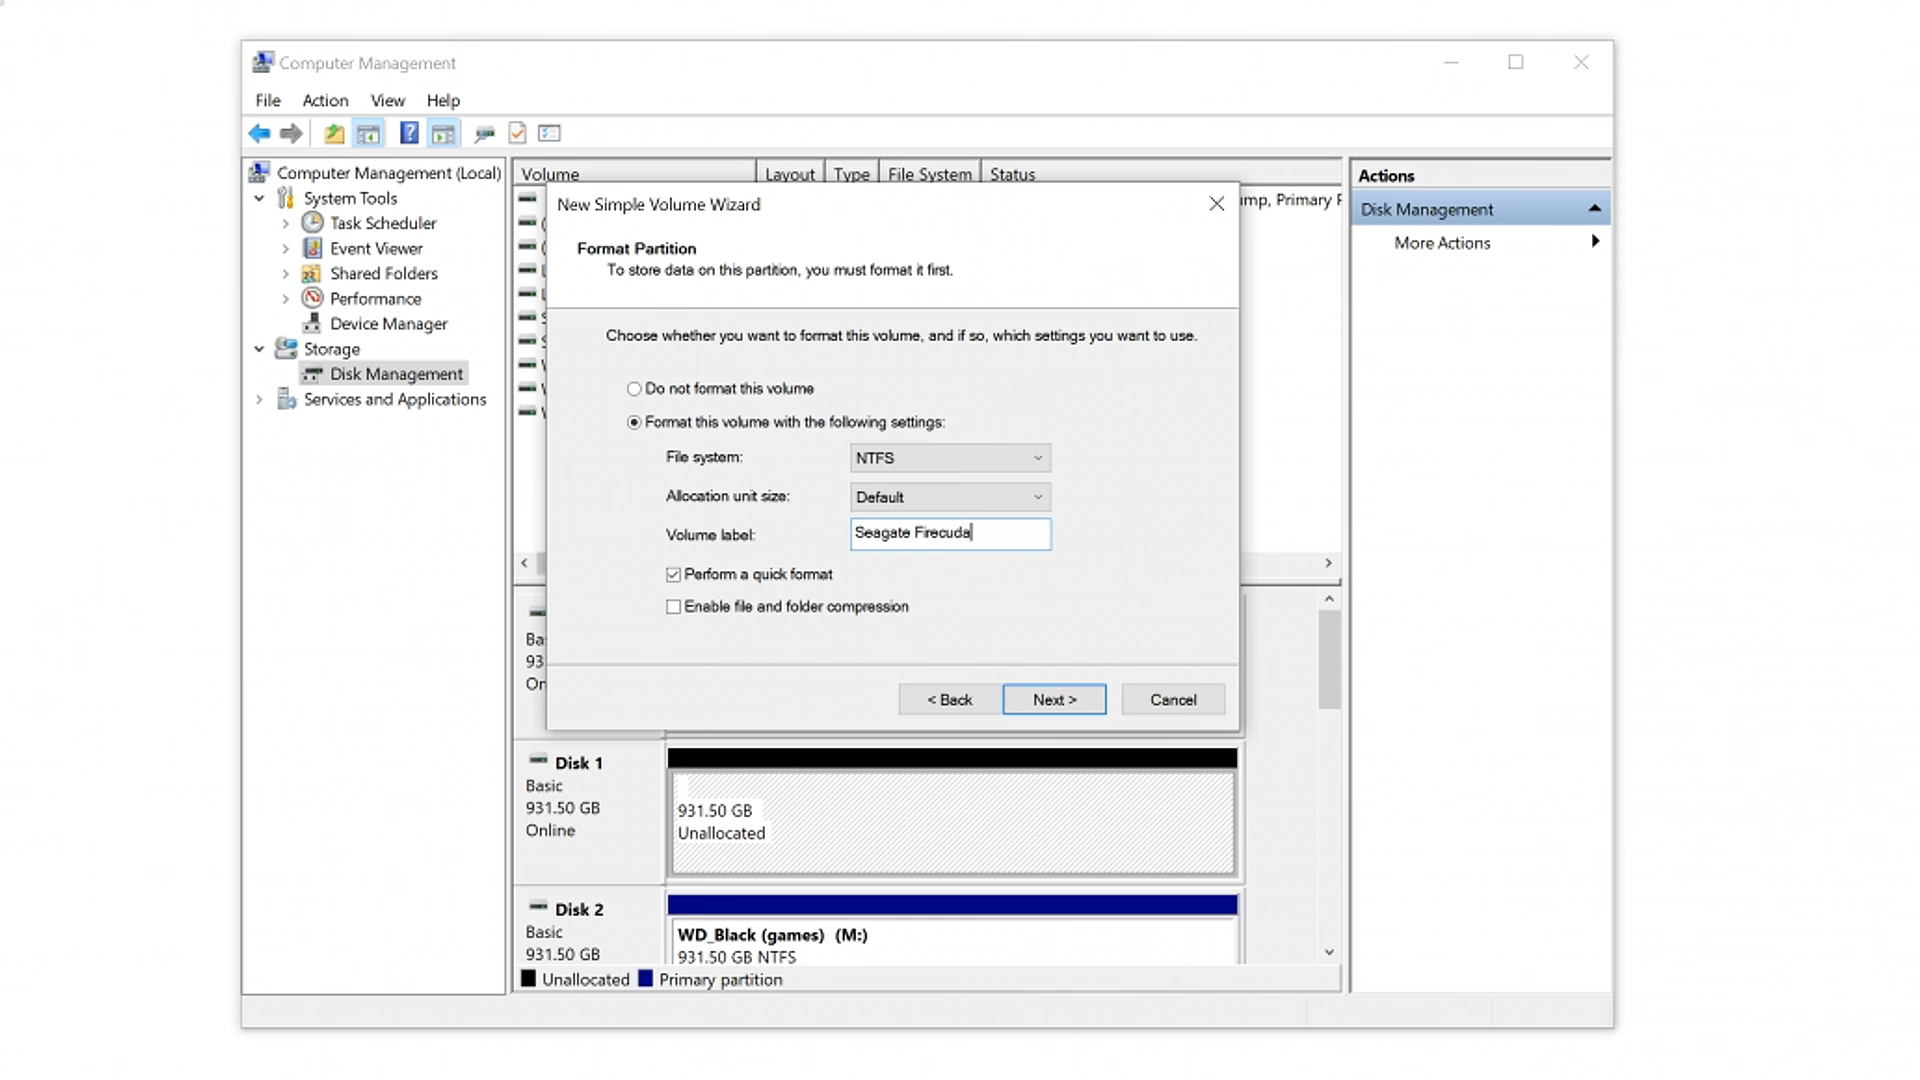 Computer Management
File Action View Help
Computer Management (Local)
System Tools
Task Scheduler
Event Viewer
Shared Folders
Performance
Device Manager
Storage
Disk Management
Services and Applications
Volume Layout Type File System Status
Primary
New Simple Volume Wizard
Format Partition
To store data on this partition, you must format it first.
Choose whether you want to format this volume, and if so, which settings you want to use.
Do not format this volume
Format this volume with the following settings:
File system: NTFS
Allocation unit size: Default
Volume label: Seagate Firecuda
Perform a quick format
Enable file and folder compression
< Back Next > Cancel
Disk 1
Basic
931.50 GB
Online
931.50 GB
Unallocated
Disk 2
Basic
931.50 GB
WD_Black (games) (M:)
931.50 GB NTFS
Unallocated Primary partition
Actions
Disk Management
More Actions